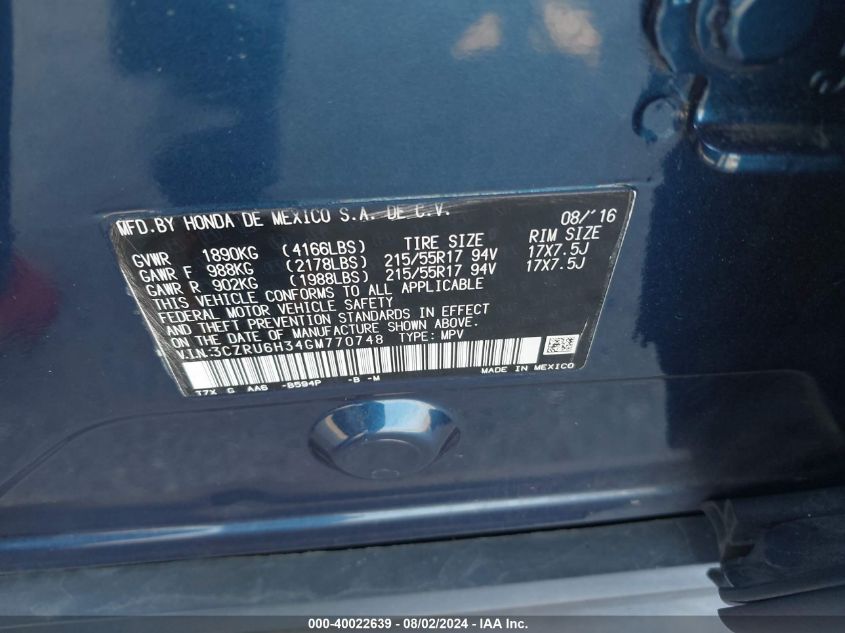 MFD.BY HONDA DE MEXICO S.A. DE C.V. 08/'16
GVWR 1890KG (4166LBS) TIRE SIZE RIM SIZE
GAWR F 988KG (2178LBS) 215/55R17 94V 17X7.5J
GAWR R 902KG (1988LBS) 215/55R17 94V 17X7.5J
THIS VEHICLE CONFORMS TO ALL APPLICABLE
FEDERAL MOTOR VEHICLE SAFETY
AND THEFT PREVENTION STANDARDS IN EFFECT
ON THE DATE OF MANUFACTURE SHOWN ABOVE.
V.I.N:3CZRU6H34GM770748 TYPE: MPV
T7X G AA6 -B594P -B -M MADE IN MEXICO
000-40022639 - 08/02/2024 - IAA Inc.